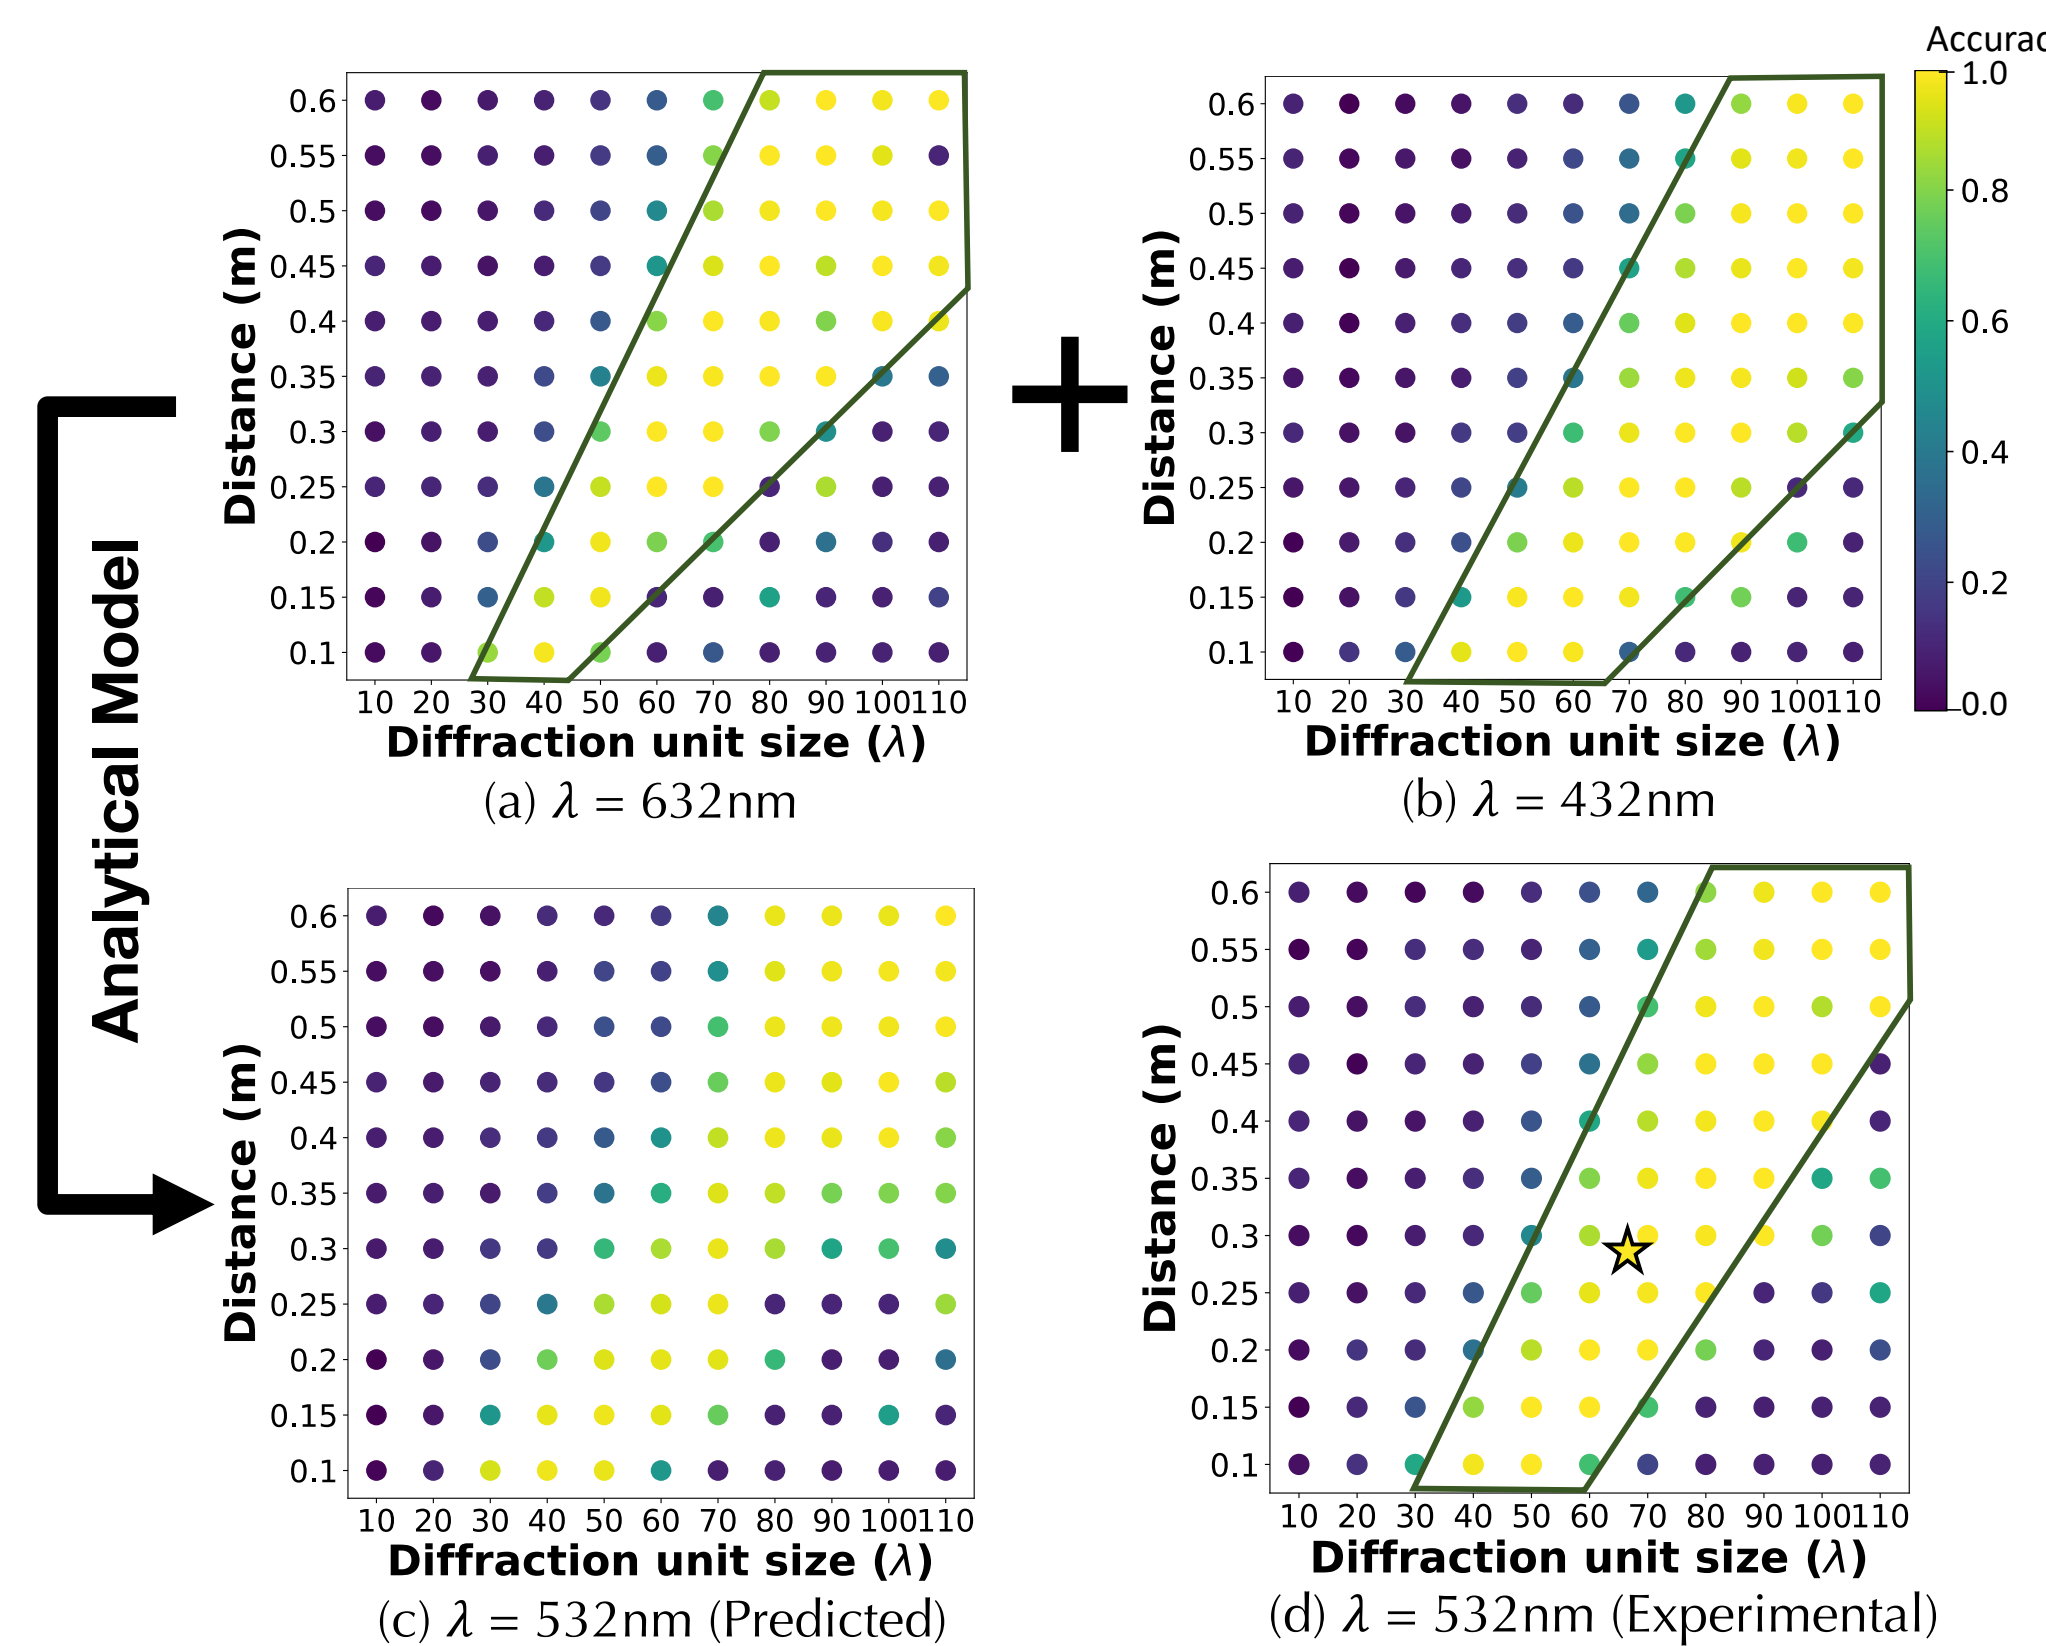 Accurac
0.6
0.55
0.5
0.45
0.4
0.35
0.3
0.25
0.2
0.15
0.1
Distance (m)
10 20 30 40 50 60 70 80 90 100 110
Diffraction unit size (λ)
(a) λ = 632nm
+
0.6
0.55
0.5
0.45
0.4
0.35
0.3
0.25
0.2
0.15
0.1
Distance (m)
10 20 30 40 50 60 70 80 90 100 110
Diffraction unit size (λ)
(b) λ = 432nm
1.0
0.8
0.6
0.4
0.2
0.0
Analytical Model
0.6
0.55
0.5
0.45
0.4
0.35
0.3
0.25
0.2
0.15
0.1
Distance (m)
10 20 30 40 50 60 70 80 90 100 110
Diffraction unit size (λ)
(c) λ = 532nm (Predicted)
0.6
0.55
0.5
0.45
0.4
0.35
0.3
0.25
0.2
0.15
0.1
Distance (m)
10 20 30 40 50 60 70 80 90 100 110
Diffraction unit size (λ)
(d) λ = 532nm (Experimental)